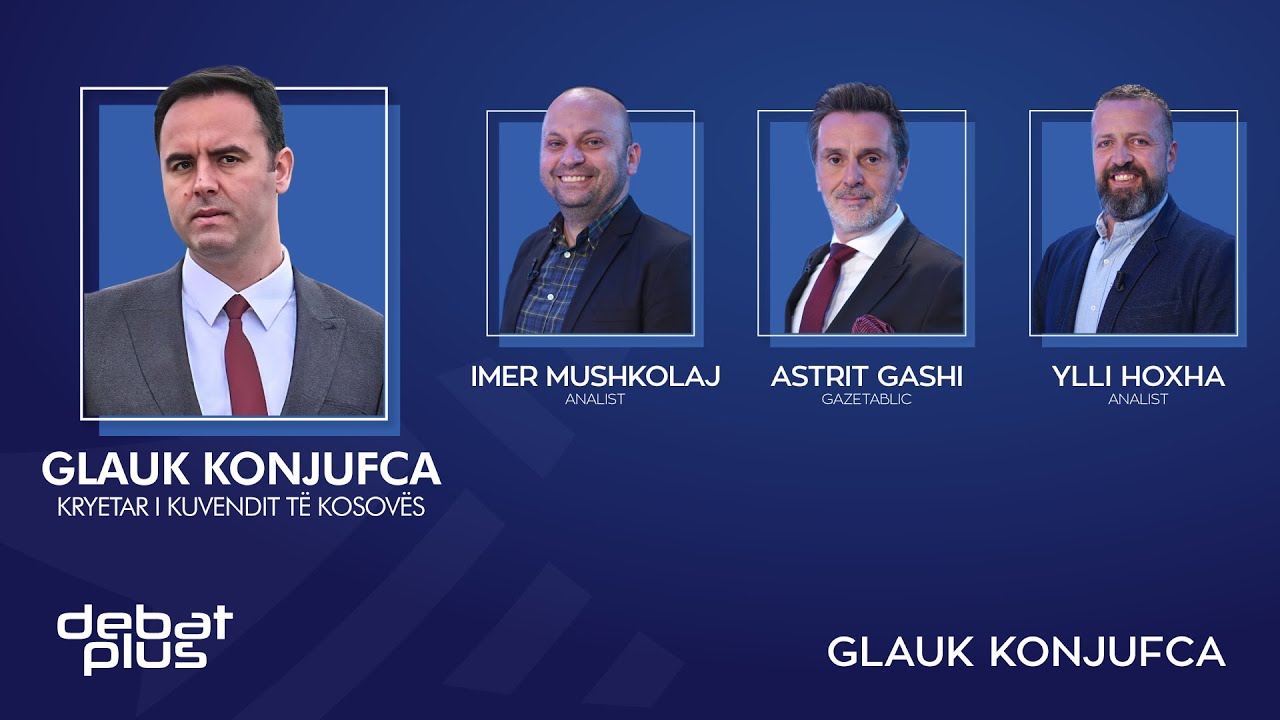 GLAUK KONJUFCA
KRYETAR I KUVENDIT TË KOSOVËS
IMER MUSHKOLAJ
ANALIST
ASTRIT GASHI
GAZETABLIC
YLLI HOXHA
ANALIST
debat
plus
GLAUK KONJUFCA